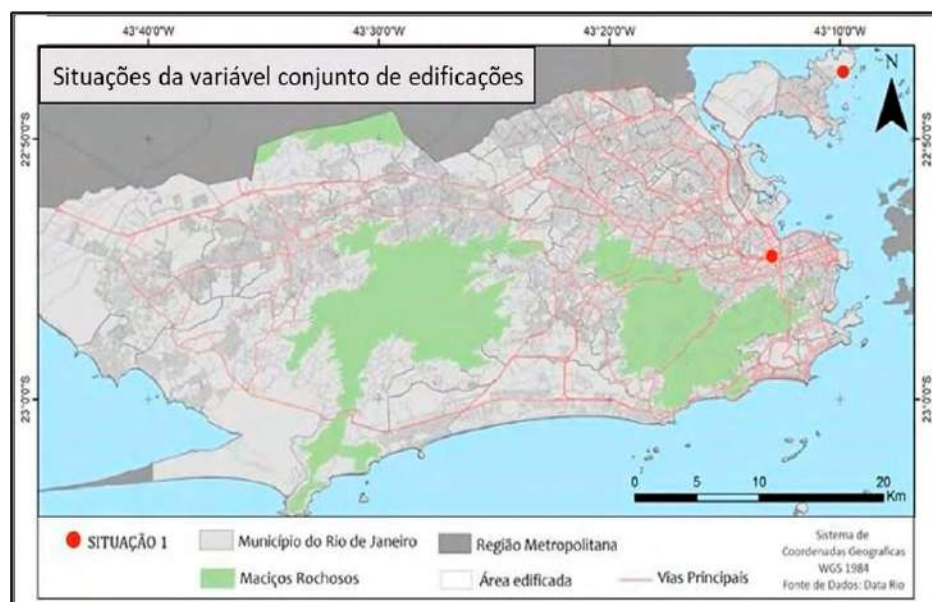 43°40'0"W 43°30'0"W 43°20'0"W 43°10'0"W
Situações da variável conjunto de edificações
N
22°50'0"S 22°50'0"S
23°0'0"S 23°0'0"S
0 5 10 20
Km
SITUAÇÃO 1
Município do Rio de Janeiro
Região Metropolitana
Maciços Rochosos
Área edificada
Vias Principais
Sistema de
Coordenadas Geograficas
WGS 1984
Fonte de Dados: Data Rio